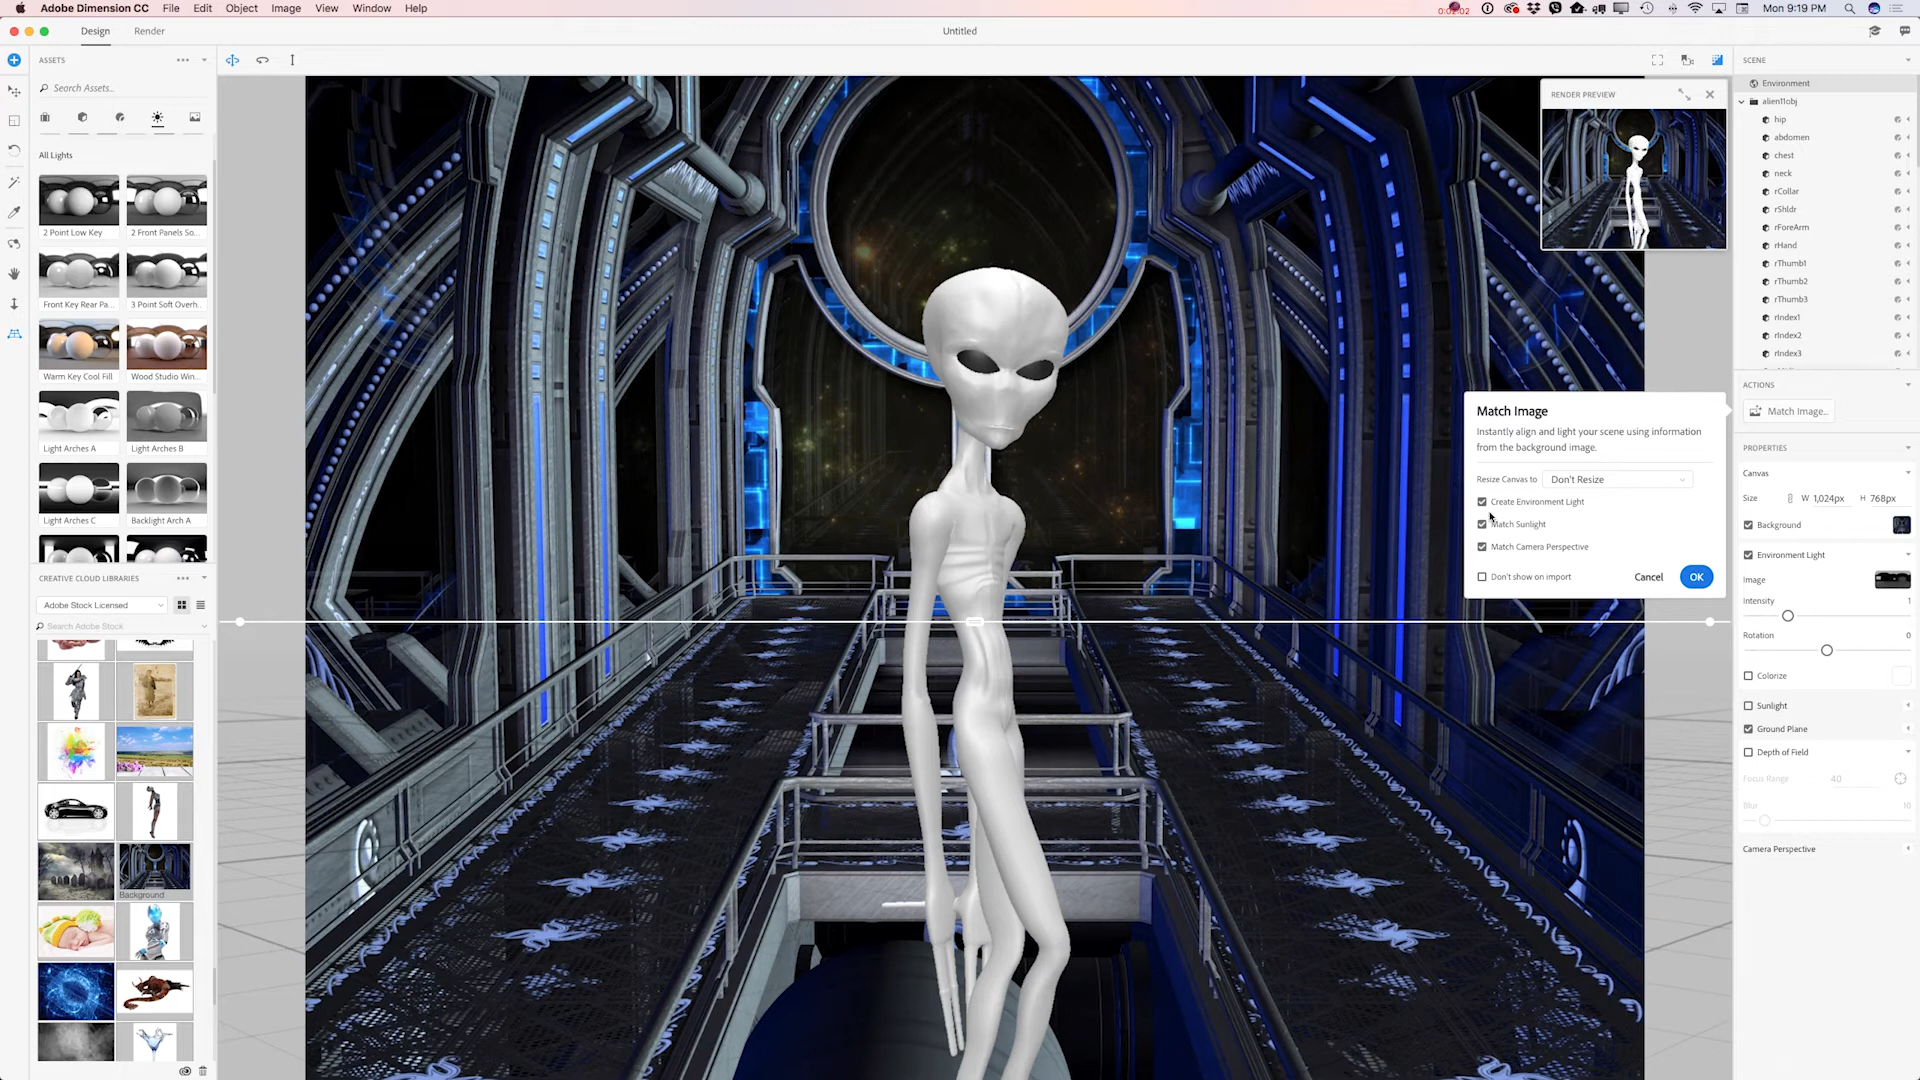 Adobe Dimension CC File Edit Object Image View Window Help
0:02:02 Mon 9:19 PM
Design Render
Untitled
ASSETS
Search Assets...
All Lights
2 Point Low Key
2 Front Panels So...
Front Key Rear Pa...
3 Point Soft Overh...
Warm Key Cool Fill
Wood Studio Win...
Light Arches A
Light Arches B
Light Arches C
Backlight Arch A
CREATIVE CLOUD LIBRARIES
Adobe Stock Licensed
Search Adobe Stock
Background
RENDER PREVIEW
Match Image
Instantly align and light your scene using information
from the background image.
Resize Canvas to Don't Resize
Create Environment Light
Match Sunlight
Match Camera Perspective
Don't show on import
Cancel
OK
SCENE
Environment
alien11obj
hip
abdomen
chest
neck
rCollar
rShldr
rForeArm
rHand
rThumb1
rThumb2
rThumb3
rIndex1
rIndex2
rIndex3
ACTIONS
Match Image...
PROPERTIES
Canvas
Size W 1,024px H 768px
Background
Environment Light
Image
Intensity 1
Rotation 0
Colorize
Sunlight
Ground Plane
Depth of Field
Focus Range 40
Blur 10
Camera Perspective